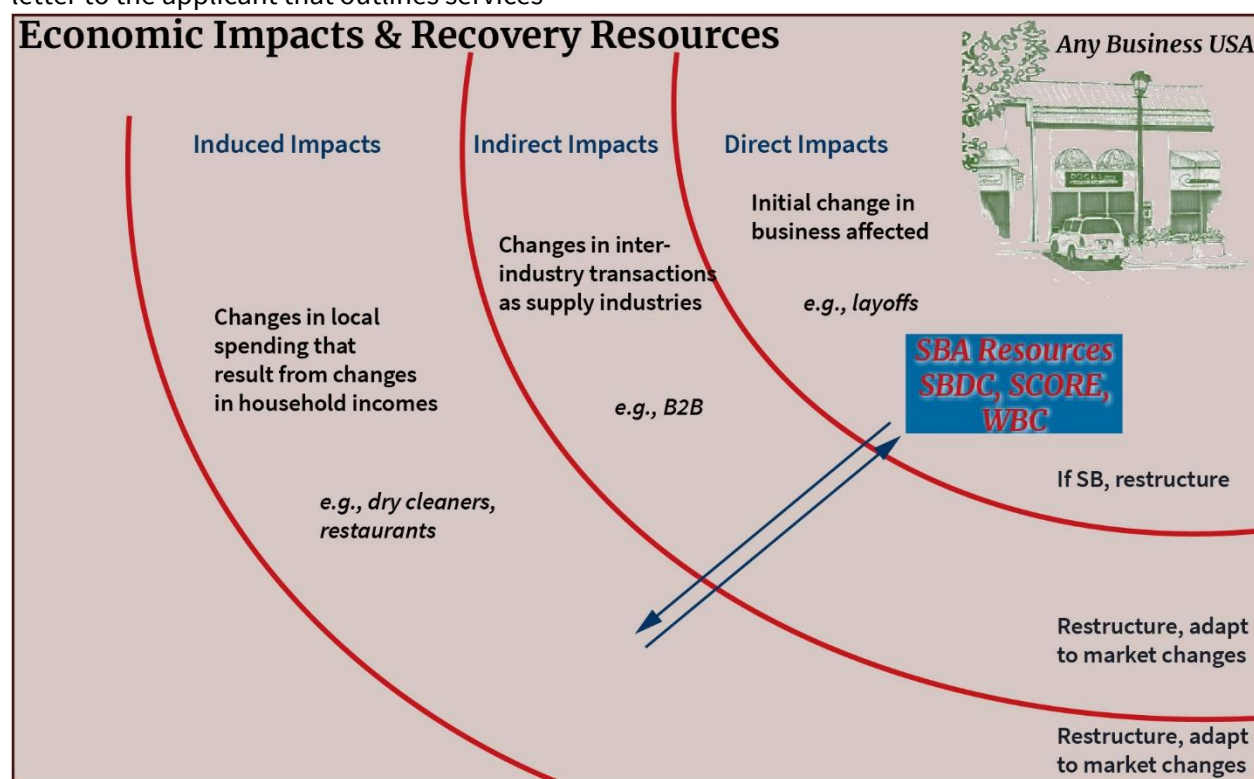 letter to the applicant that outlines services
Economic Impacts & Recovery Resources
Any Business USA
Induced Impacts
Indirect Impacts
Direct Impacts
Initial change in
business affected
e.g., layoffs
Changes in inter-
industry transactions
as supply industries
e.g., B2B
Changes in local
spending that
result from changes
in household incomes
e.g., dry cleaners,
restaurants
SBA Resources
SBDC, SCORE,
WBC
If SB, restructure
Restructure, adapt
to market changes
Restructure, adapt
to market changes